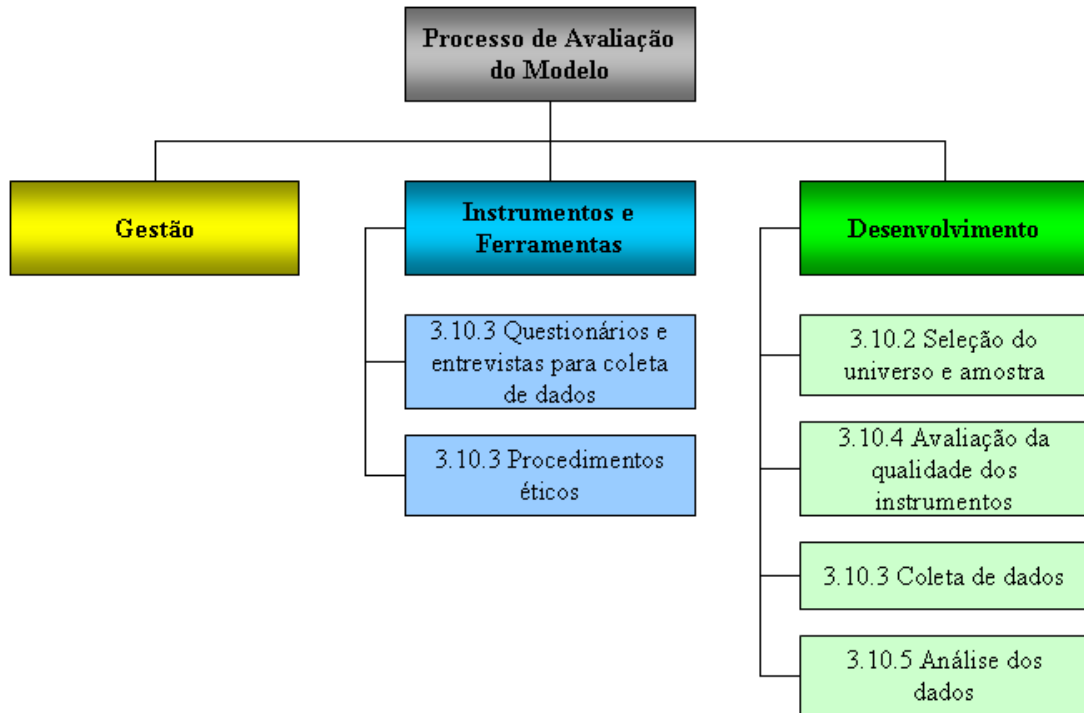 Processo de Avaliação
do Modelo
Gestão
Instrumentos e
Ferramentas
Desenvolvimento
3.10.3 Questionários e
entrevistas para coleta
de dados
3.10.3 Procedimentos
éticos
3.10.2 Seleção do
universo e amostra
3.10.4 Avaliação da
qualidade dos
instrumentos
3.10.3 Coleta de dados
3.10.5 Análise dos
dados